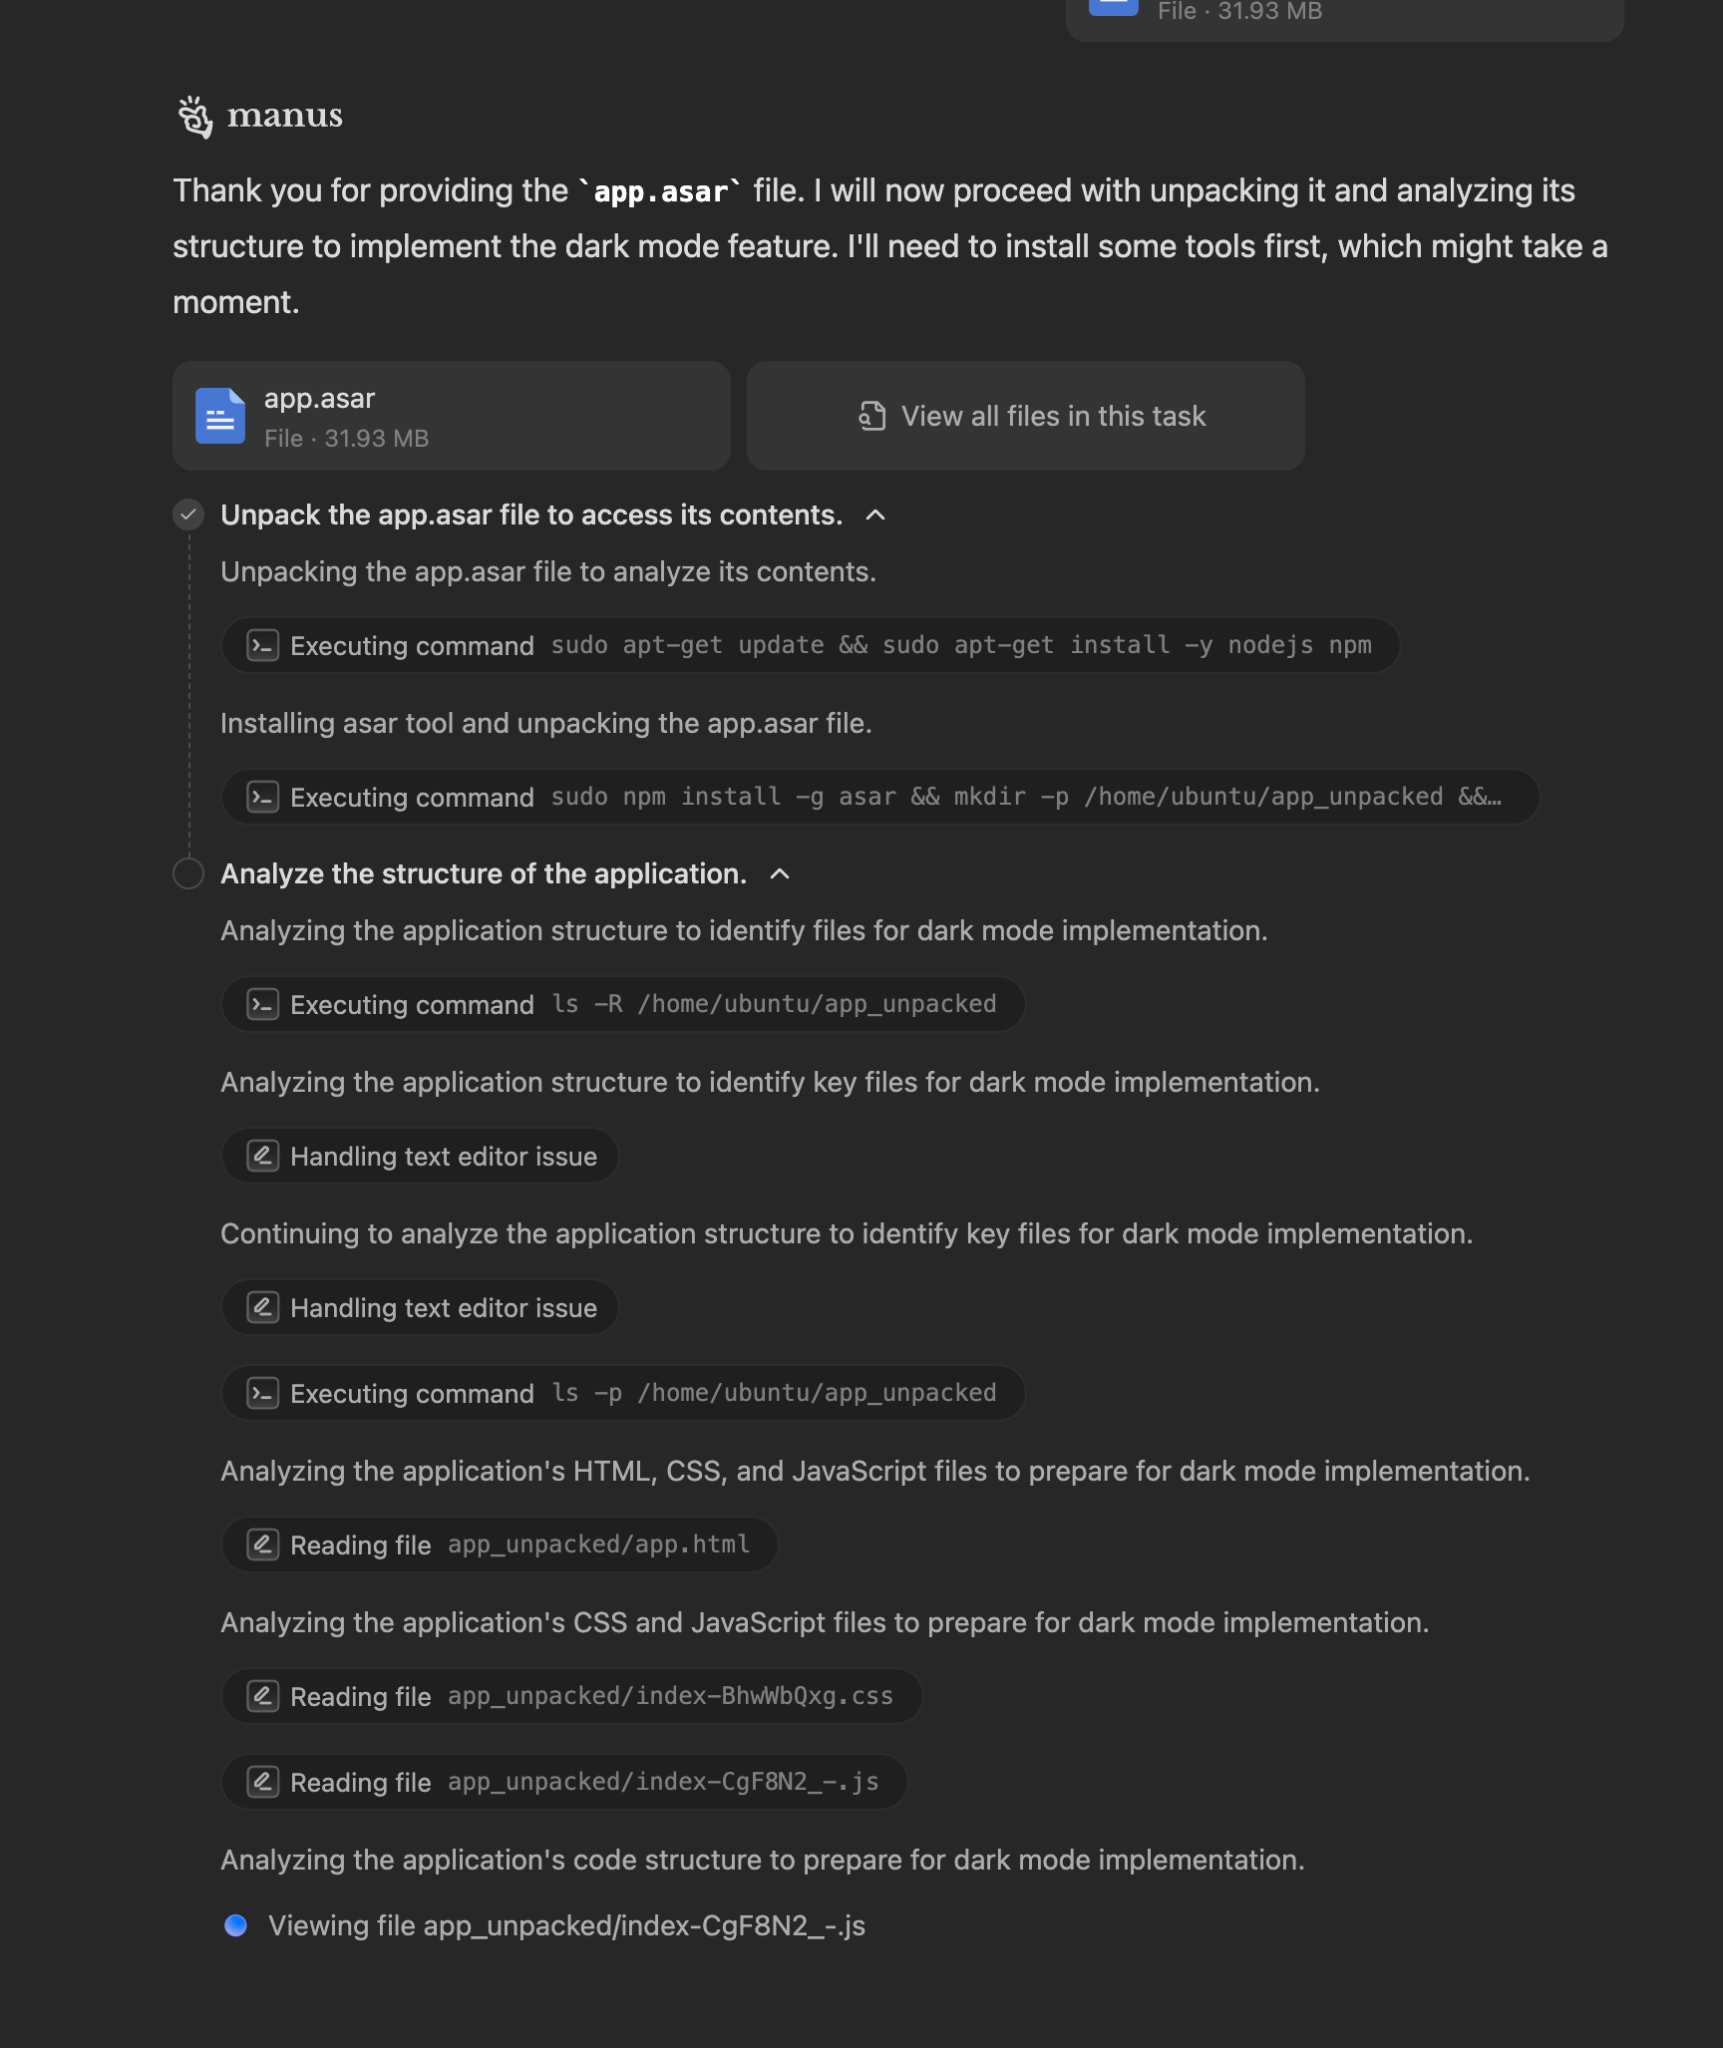 File · 31.93 MB
manus
Thank you for providing the `app.asar` file. I will now proceed with unpacking it and analyzing its
structure to implement the dark mode feature. I'll need to install some tools first, which might take a
moment.
app.asar
File · 31.93 MB
View all files in this task
Unpack the app.asar file to access its contents.
Unpacking the app.asar file to analyze its contents.
Executing command sudo apt-get update && sudo apt-get install -y nodejs npm
Installing asar tool and unpacking the app.asar file.
Executing command sudo npm install -g asar && mkdir -p /home/ubuntu/app_unpacked &&…
Analyze the structure of the application.
Analyzing the application structure to identify files for dark mode implementation.
Executing command ls -R /home/ubuntu/app_unpacked
Analyzing the application structure to identify key files for dark mode implementation.
Handling text editor issue
Continuing to analyze the application structure to identify key files for dark mode implementation.
Handling text editor issue
Executing command ls -p /home/ubuntu/app_unpacked
Analyzing the application's HTML, CSS, and JavaScript files to prepare for dark mode implementation.
Reading file app_unpacked/app.html
Analyzing the application's CSS and JavaScript files to prepare for dark mode implementation.
Reading file app_unpacked/index-BhwWbQxg.css
Reading file app_unpacked/index-CgF8N2_-.js
Analyzing the application's code structure to prepare for dark mode implementation.
Viewing file app_unpacked/index-CgF8N2_-.js